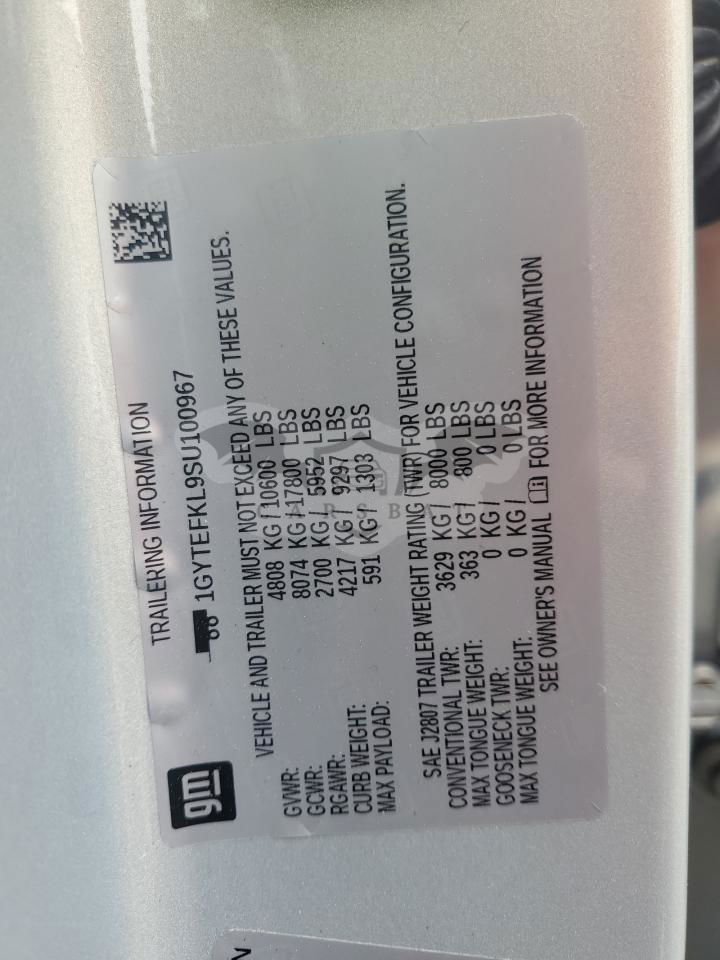 TRAILERING INFORMATION
gm
1GYTEFKL9SU100967
VEHICLE AND TRAILER MUST NOT EXCEED ANY OF THESE VALUES.
GVWR: 4808 KG / 10600 LBS
GCWR: 8074 KG / 17800 LBS
RGAWR: 2700 KG / 5952 LBS
CURB WEIGHT: 4217 KG / 9297 LBS
MAX PAYLOAD: 591 KG / 1303 LBS
SAE J2807 TRAILER WEIGHT RATING (TWR) FOR VEHICLE CONFIGURATION.
CONVENTIONAL TWR: 3629 KG / 8000 LBS
MAX TONGUE WEIGHT: 363 KG / 800 LBS
GOOSENECK TWR: 0 KG / 0 LBS
MAX TONGUE WEIGHT: 0 KG / 0 LBS
SEE OWNER'S MANUAL FOR MORE INFORMATION